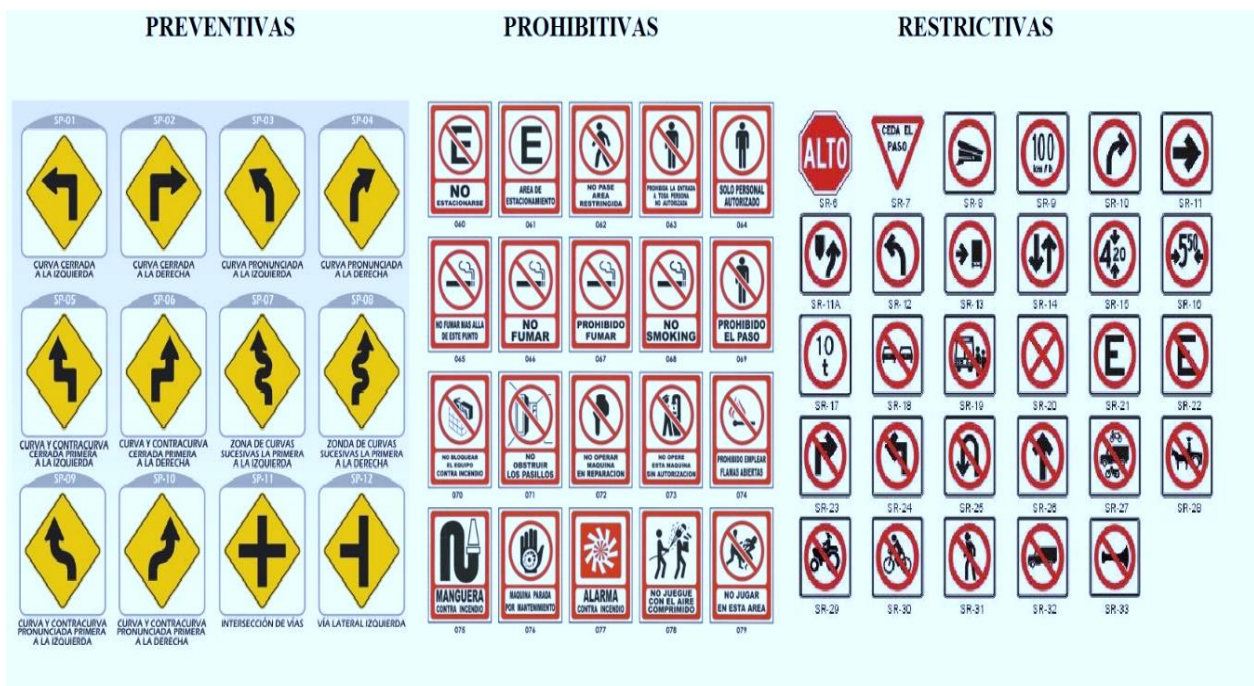 PREVENTIVAS
PROHIBITIVAS
RESTRICTIVAS
SP-01
SP-02
SP-03
SP-04
CURVA CERRADA
A LA IZQUIERDA
CURVA CERRADA
A LA DERECHA
CURVA PRONUNCIADA
A LA IZQUIERDA
CURVA PRONUNCIADA
A LA DERECHA
SP-05
SP-06
SP-07
SP-08
CURVA Y CONTRACURVA
CERRADA PRIMERA
A LA IZQUIERDA
CURVA Y CONTRACURVA
CERRADA PRIMERA
A LA DERECHA
ZONA DE CURVAS
SUCESIVAS LA PRIMERA
A LA IZQUIERDA
ZONDA DE CURVAS
SUCESIVAS LA PRIMERA
A LA DERECHA
SP-09
SP-10
SP-11
SP-12
CURVA Y CONTRACURVA
PRONUNCIADA PRIMERA
A LA IZQUIERDA
CURVA Y CONTRACURVA
PRONUNCIADA PRIMERA
A LA DERECHA
INTERSECCIÓN DE VÍAS
VÍA LATERAL IZQUIERDA
E
NO
ESTACIONARSE
060
E
AREA DE
ESTACIONAMIENTO
061
NO PASE
AREA
RESTRINGIDA
062
PROHIBIDA LA ENTRADA
A TODA PERSONA
NO AUTORIZADA
063
SOLO PERSONAL
AUTORIZADO
064
NO FUMAR MAS ALLA
DE ESTE PUNTO
065
NO
FUMAR
066
PROHIBIDO
FUMAR
067
NO
SMOKING
068
PROHIBIDO
EL PASO
069
NO BLOQUEAR
EL EQUIPO
CONTRA INCENDIO
070
NO
OBSTRUIR
LOS PASILLOS
071
NO OPERAR
MAQUINA
EN REPARACION
072
NO OPERE
ESTA MAQUINA
SIN AUTORIZACION
073
PROHIBIDO EMPLEAR
FLAMAS ABIERTAS
074
MANGUERA
CONTRA INCENDIO
075
MAQUINA PARADA
POR MANTENIMIENTO
076
ALARMA
CONTRA INCENDIO
077
NO JUEGUE
CON EL AIRE
COMPRIMIDO
078
NO JUGAR
EN ESTA AREA
079
ALTO
SR-6
CEDA EL
PASO
SR-7
SR-8
100
km/h
SR-9
SR-10
SR-11
SR-11A
SR-12
SR-13
SR-14
4 20
SR-15
5 50
SR-16
10
t
SR-17
SR-18
SR-19
SR-20
E
SR-21
E
SR-22
SR-23
SR-24
SR-25
SR-26
SR-27
SR-28
SR-29
SR-30
SR-31
SR-32
SR-33